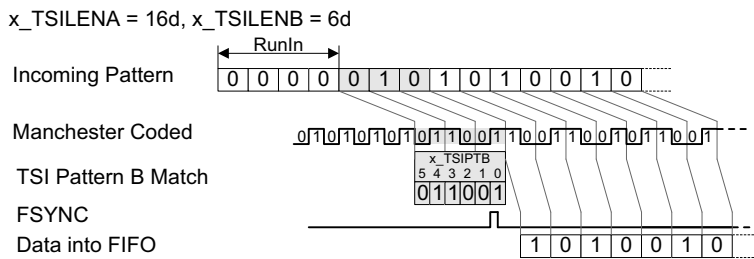 x_TSILENA = 16d, x_TSILENB = 6d
RunIn
Incoming Pattern 0 0 0 0 0 1 0 1 0 1 0 0 1 0
Manchester Coded 0 1 0 1 0 1 0 1 0 1 1 0 0 1 1 0 0 1 1 0 0 1 0 1 1 0 0 1
x_TSIPTB
TSI Pattern B Match 5 4 3 2 1 0
0 1 1 0 0 1
FSYNC
Data into FIFO 1 0 1 0 0 1 0